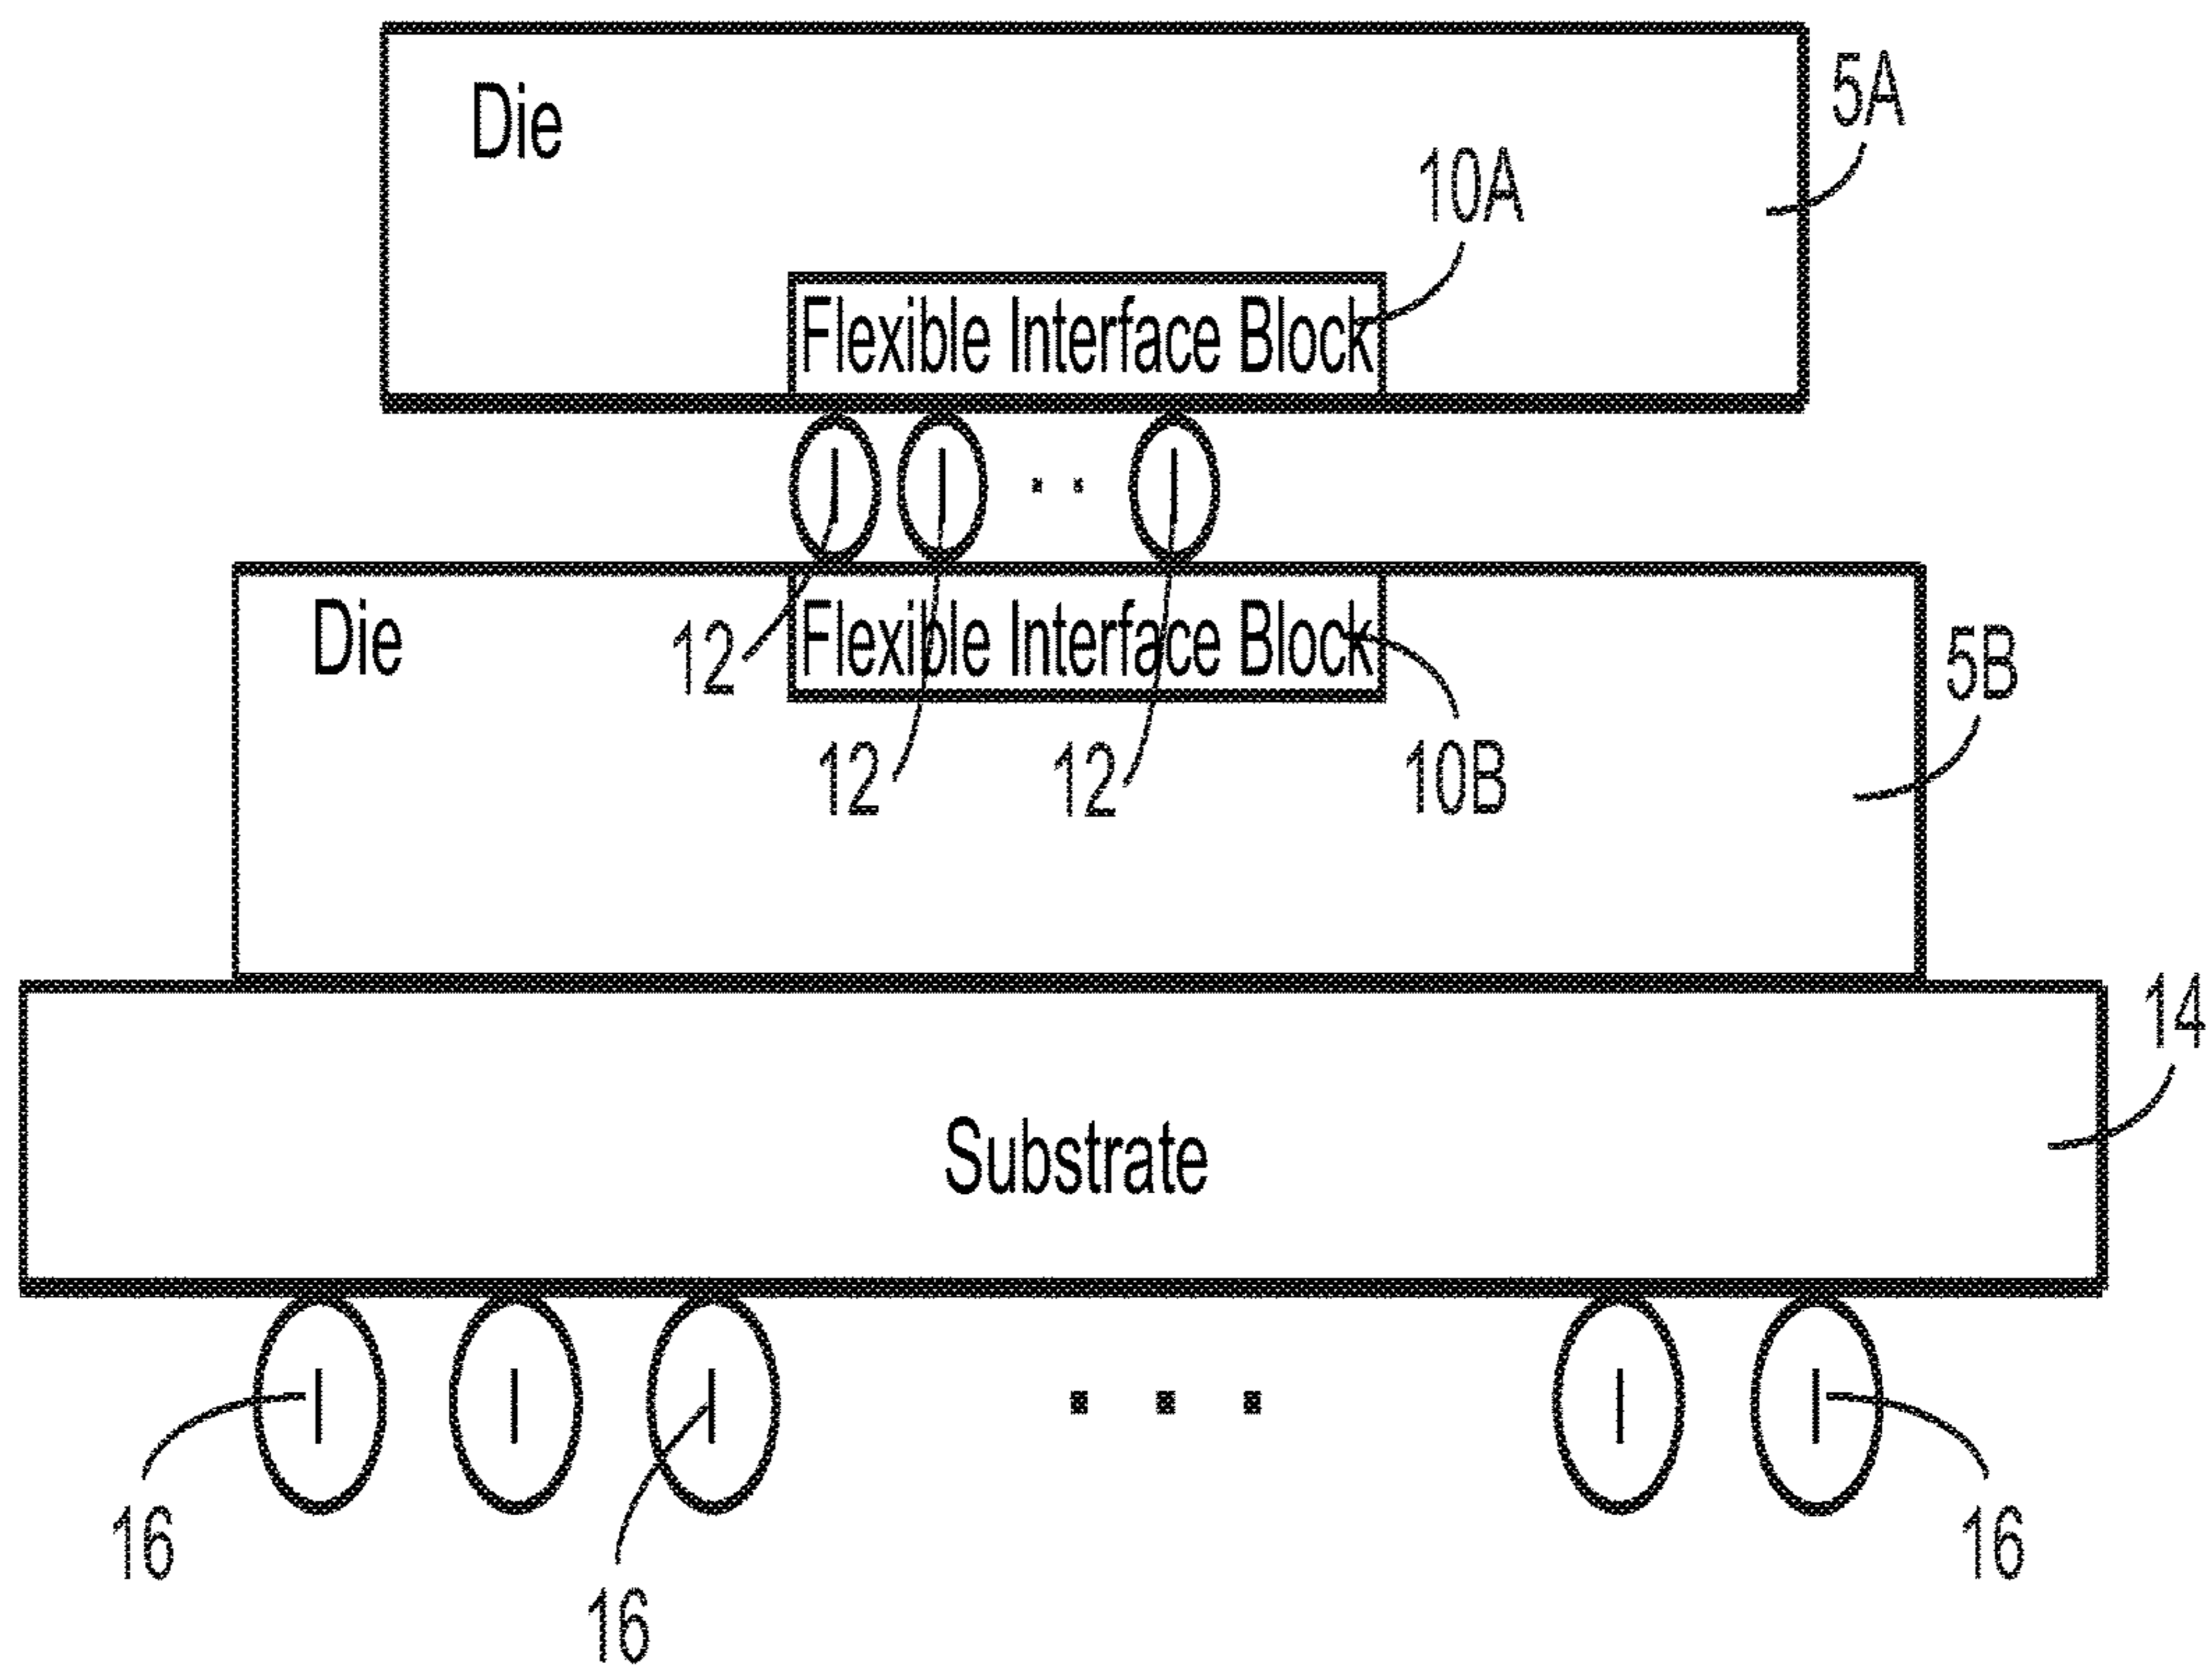 Die
5A
10A
Flexible Interface Block
Die
12
Flexible Interface Block
5B
12
12
10B
14
Substrate
16
16
16